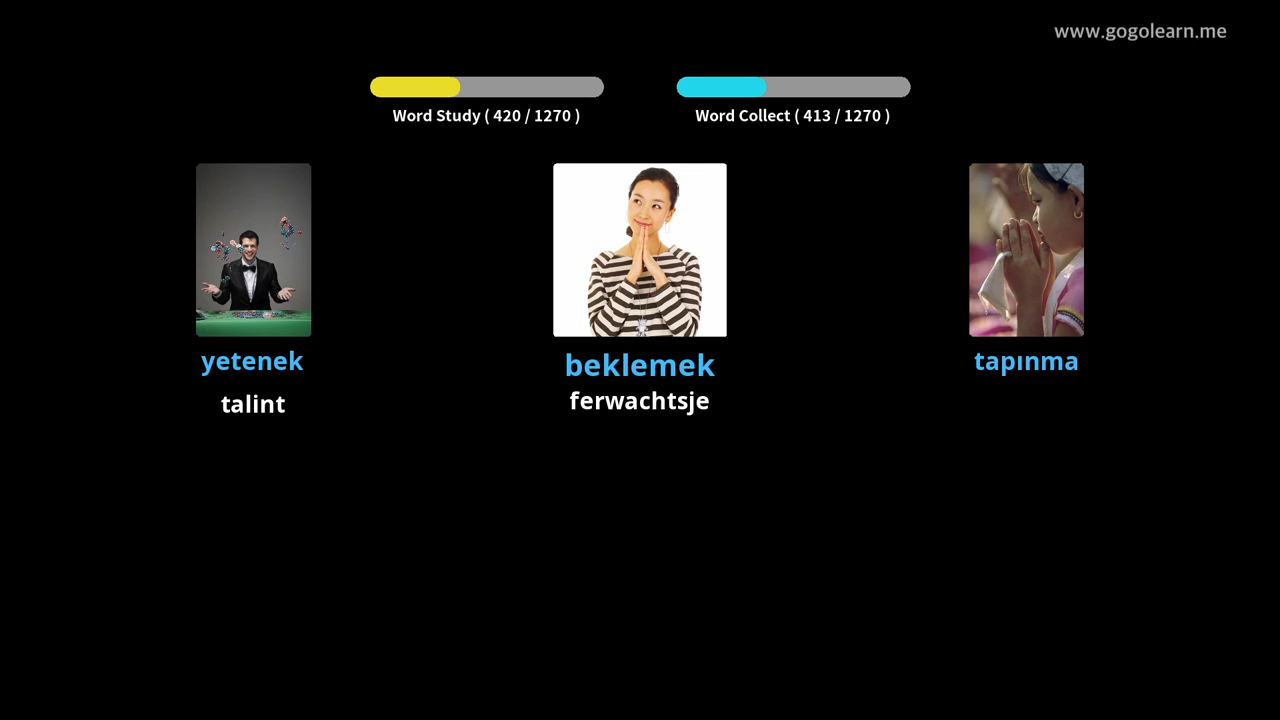 www.gogolearn.me
Word Study ( 420 / 1270 )
Word Collect ( 413 / 1270 )
yetenek
beklemek
tapınma
talint
ferwachtsje